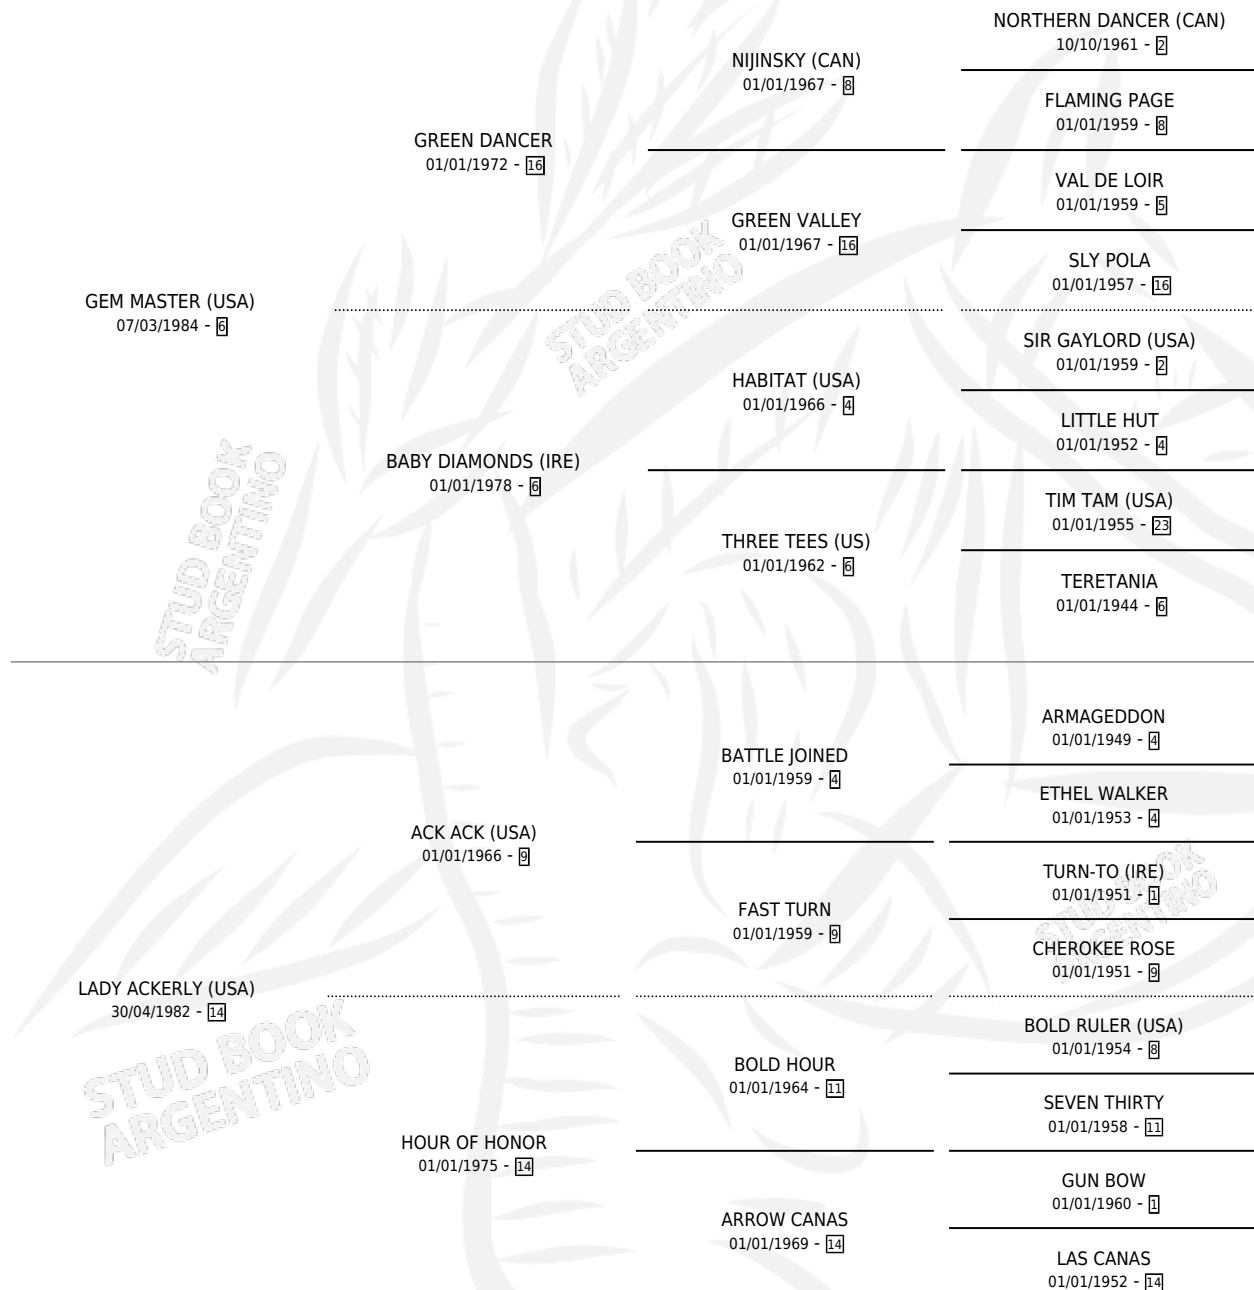 NORTHERN DANCER (CAN)
10/10/1961 - 2
NIJINSKY (CAN)
01/01/1967 - 8
FLAMING PAGE
01/01/1959 - 8
GREEN DANCER
01/01/1972 - 16
VAL DE LOIR
01/01/1959 - 5
GREEN VALLEY
01/01/1967 - 16
SLY POLA
01/01/1957 - 16
GEM MASTER (USA)
07/03/1984 - 6
SIR GAYLORD (USA)
01/01/1959 - 2
HABITAT (USA)
01/01/1966 - 4
LITTLE HUT
01/01/1952 - 4
BABY DIAMONDS (IRE)
01/01/1978 - 6
TIM TAM (USA)
01/01/1955 - 23
THREE TEES (US)
01/01/1962 - 6
TERETANIA
01/01/1944 - 6
ARMAGEDDON
01/01/1949 - 4
BATTLE JOINED
01/01/1959 - 4
ETHEL WALKER
01/01/1953 - 4
ACK ACK (USA)
01/01/1966 - 9
TURN-TO (IRE)
01/01/1951 - 1
FAST TURN
01/01/1959 - 9
CHEROKEE ROSE
01/01/1951 - 9
LADY ACKERLY (USA)
30/04/1982 - 14
BOLD RULER (USA)
01/01/1954 - 8
BOLD HOUR
01/01/1964 - 11
SEVEN THIRTY
01/01/1958 - 11
HOUR OF HONOR
01/01/1975 - 14
GUN BOW
01/01/1960 - 1
ARROW CANAS
01/01/1969 - 14
LAS CANAS
01/01/1952 - 14
STUD BOOK
ARGENTINO
STUD BOOK
ARGENTINO
STUD BOOK
ARGENTINO
STUD BOOK
ARGENTINO